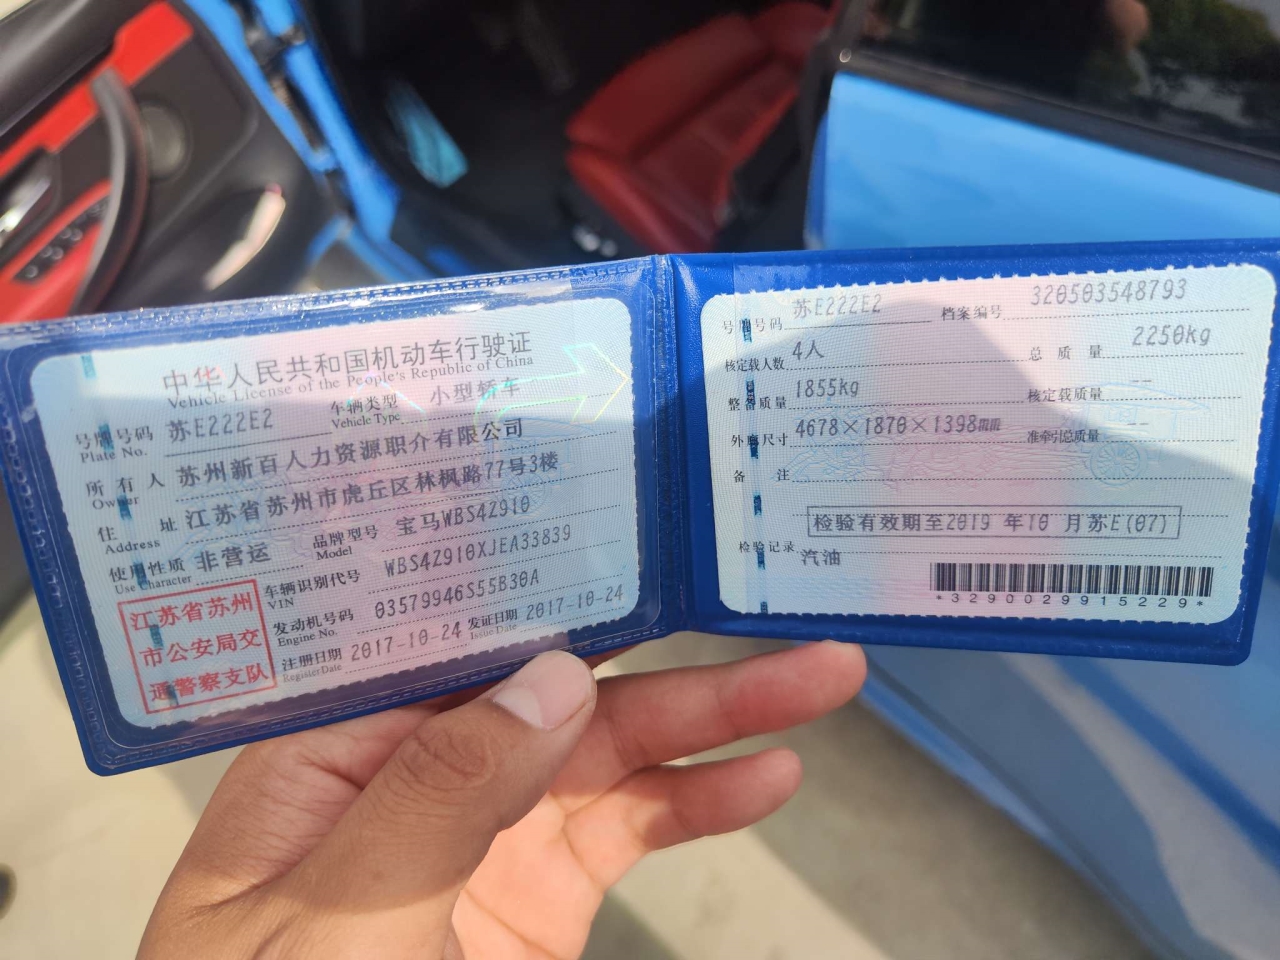 中华人民共和国机动车行驶证
Vehicle License of the People's Republic of China
号牌号码 苏E222E2 车辆类型 小型轿车
Plate No. Vehicle Type
所有人 苏州新百人力资源职介有限公司
Owner
住址 江苏省苏州市虎丘区林枫路77号3楼
Address
使用性质 非营运 品牌型号 宝马WBS4Z910
Use Character Model
江苏省苏州
市公安局交
通警察支队
车辆识别代号 WBS4Z910XJEA33839
VIN
发动机号码 03579946S55B30A
Engine No.
注册日期 2017-10-24 发证日期 2017-10-24
Register Date Issue Date
号牌号码 苏E222E2 档案编号 320503548793
核定载人数 4人 总质量 2250kg
整备质量 1855kg 核定载质量 --
外廓尺寸 4678×1870×1398㎜ 准牵引总质量 --
备注
检验有效期至2019 年10 月苏E(07)
检验记录
汽油
*3290029915229*